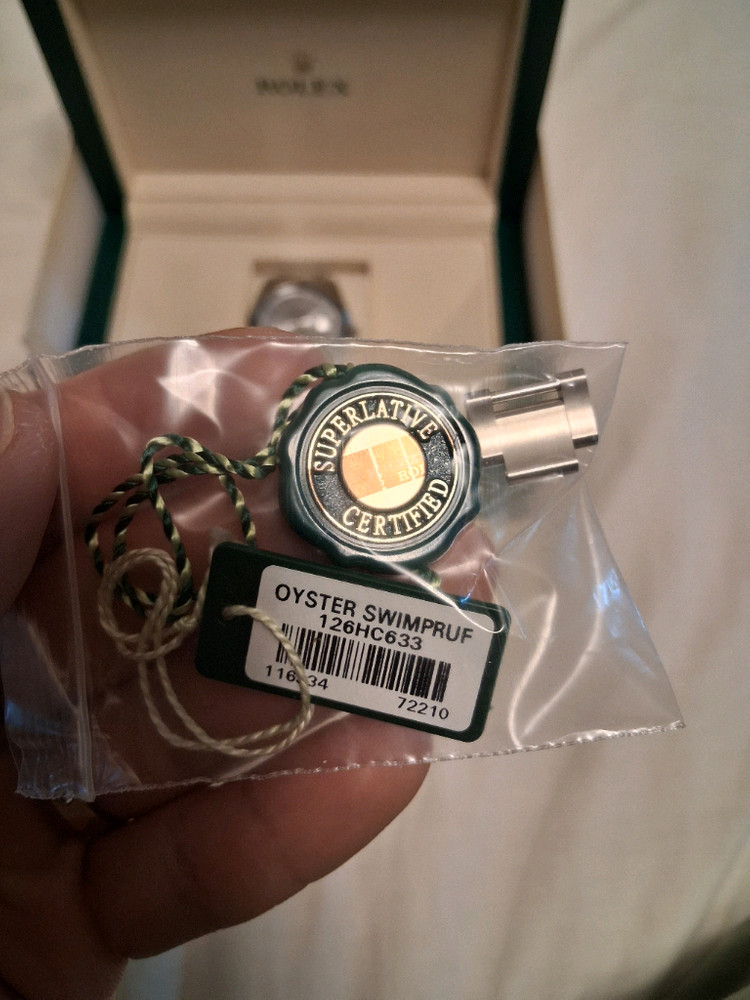 ROLEX
SUPERLATIVE
CERTIFIED
OYSTER SWIMPRUF
126HC633
72210